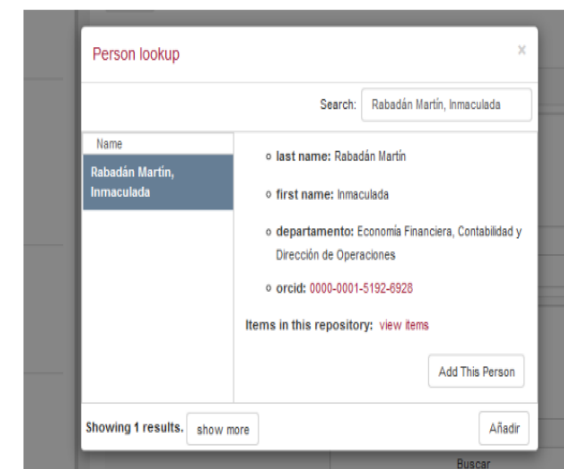 Person lookup ×
Search: Rabadán Martín, Inmaculada
Name
Rabadán Martín,
Inmaculada
last name: Rabadán Martín
first name: Inmaculada
departamento: Economía Financiera, Contabilidad y
Dirección de Operaciones
orcid: 0000-0001-5192-6928
Items in this repository: view items
Add This Person
Showing 1 results. show more
Añadir
Buscar